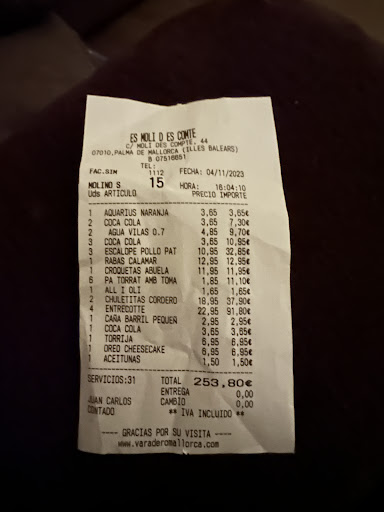 ES MOLI D ES COMTE
C/ MOLI DES COMPTE, 44
07010,PALMA DE MALLORCA (ILLES BALEARS)
B 07516651
TEL:
FAC.SIM 1112 FECHA: 04/11/2023
MOLINO S 15 HORA: 16:04:10
Uds ARTICULO PRECIO IMPORTE
1 AQUARIUS NARANJA 3,65 3,65€
2 COCA COLA 3,65 7,30€
2 AGUA VILAS 0.7 4,85 9,70€
3 COCA COLA 3,65 10,95€
3 ESCALOPE POLLO PAT 10,95 32,85€
1 RABAS CALAMAR 12,95 12,95€
1 CROQUETAS ABUELA 11,95 11,95€
6 PA TORRAT AMB TOMA 1,85 11,10€
1 ALL I OLI 1,65 1,65€
2 CHULETITAS CORDERO 18,95 37,90€
4 ENTRECOTTE 22,95 91,80€
1 CAÑA BARRIL PEQUEÑ 2,95 2,95€
1 COCA COLA 3,65 3,65€
1 TORRIJA 6,95 6,95€
1 OREO CHEESECAKE 6,95 6,95€
1 ACEITUNAS 1,50 1,50€
SERVICIOS:31 TOTAL 253,80€
ENTREGA 0,00
JUAN CARLOS CAMBIO 0,00
CONTADO ** IVA INCLUIDO **
---- GRACIAS POR SU VISITA ----
www.varaderomallorca.com